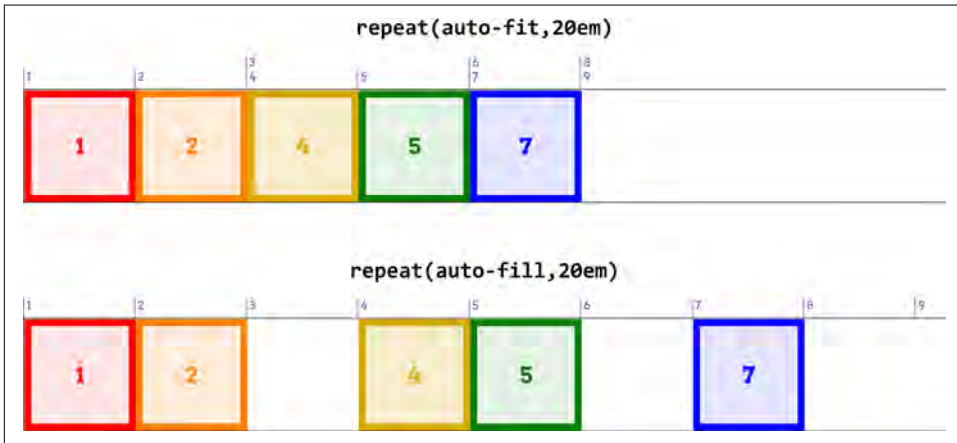 repeat(auto-fit,20em)
3 6 8
1 2 4 5 7 9
1 2 4 5 7
repeat(auto-fill,20em)
1 2 3 4 5 6 7 8 9
1 2 4 5 7